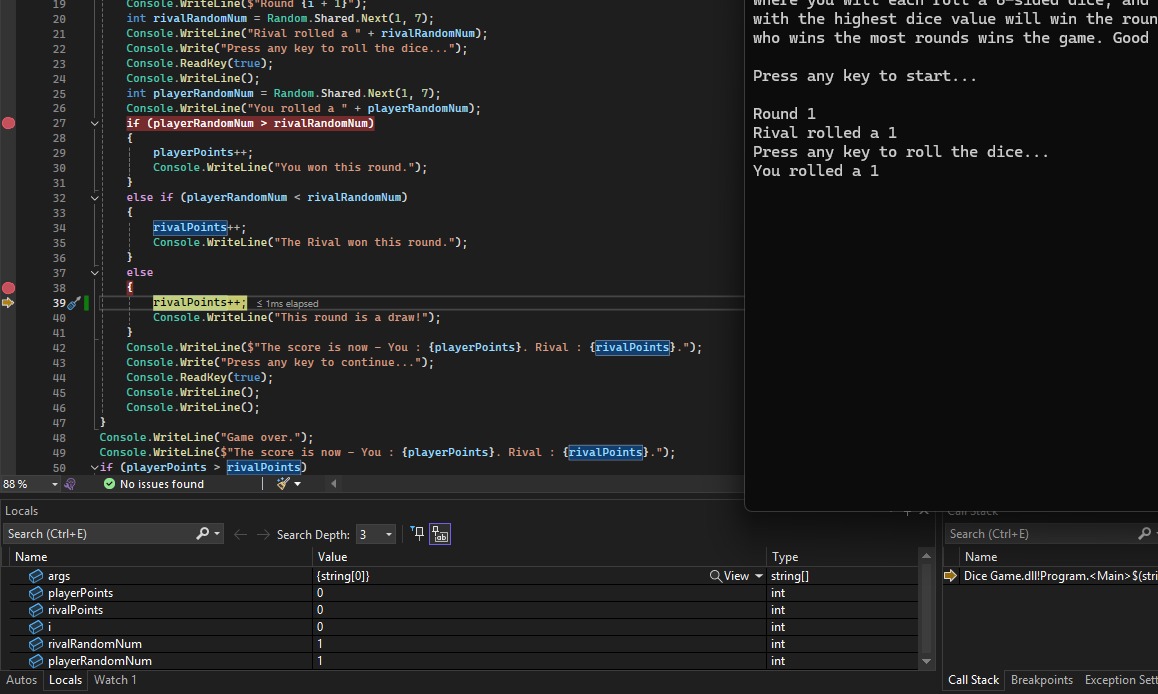 19 Console.WriteLine($"Round {i + 1}");
20 int rivalRandomNum = Random.Shared.Next(1, 7);
21 Console.WriteLine("Rival rolled a " + rivalRandomNum);
22 Console.Write("Press any key to roll the dice...");
23 Console.ReadKey(true);
24 Console.WriteLine();
25 int playerRandomNum = Random.Shared.Next(1, 7);
26 Console.WriteLine("You rolled a " + playerRandomNum);
27 if (playerRandomNum > rivalRandomNum)
28 {
29 playerPoints++;
30 Console.WriteLine("You won this round.");
31 }
32 else if (playerRandomNum < rivalRandomNum)
33 {
34 rivalPoints++;
35 Console.WriteLine("The Rival won this round.");
36 }
37 else
38 {
39 rivalPoints++; ≤ 1ms elapsed
40 Console.WriteLine("This round is a draw!");
41 }
42 Console.WriteLine($"The score is now - You : {playerPoints}. Rival : {rivalPoints}.");
43 Console.Write("Press any key to continue...");
44 Console.ReadKey(true);
45 Console.WriteLine();
46 Console.WriteLine();
47 }
48 Console.WriteLine("Game over.");
49 Console.WriteLine($"The score is now - You : {playerPoints}. Rival : {rivalPoints}.");
50 if (playerPoints > rivalPoints)
88 % No issues found
where you will each roll a 6-sided dice, and
with the highest dice value will win the roun
who wins the most rounds wins the game. Good
Press any key to start...
Round 1
Rival rolled a 1
Press any key to roll the dice...
You rolled a 1
Locals
Search (Ctrl+E) Search Depth: 3
Name Value Type
args {string[0]} View string[]
playerPoints 0 int
rivalPoints 0 int
i 0 int
rivalRandomNum 1 int
playerRandomNum 1 int
Autos Locals Watch 1
Call Stack
Search (Ctrl+E)
Name
Dice Game.dll!Program.<Main>$(stri
Call Stack Breakpoints Exception Sett